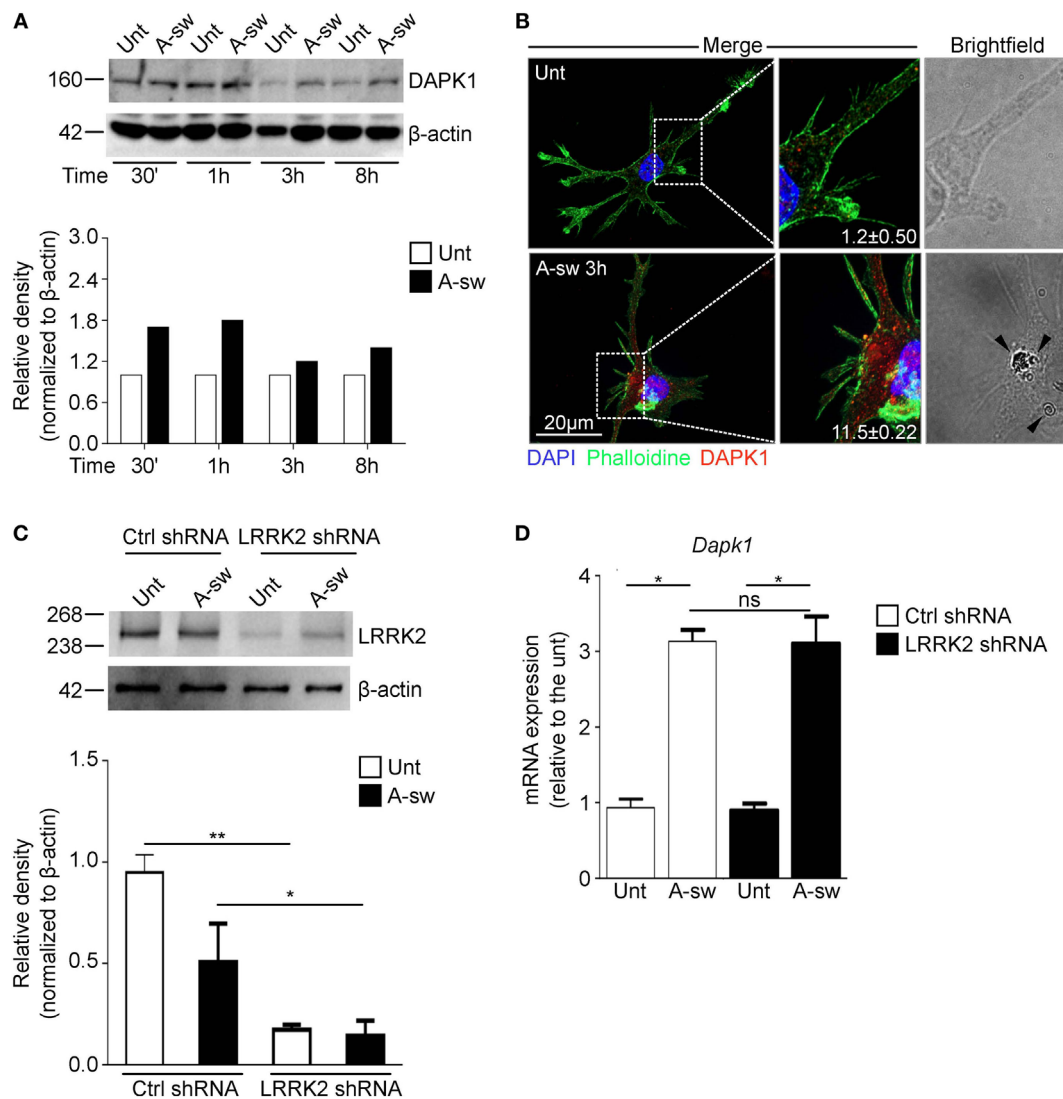 A
Unt A-sw Unt A-sw Unt A-sw Unt A-sw
160 DAPK1
42 β-actin
Time 30' 1h 3h 8h
Relative density
(normalized to β-actin)
3.0
2.4
1.8
1.2
0.6
0.0
Unt
A-sw
Time 30' 1h 3h 8h
B
Merge Brightfield
Unt
1.2±0.50
A-sw 3h
20µm
11.5±0.22
DAPI Phalloidine DAPK1
C
Ctrl shRNA LRRK2 shRNA
Unt A-sw Unt A-sw
268
238
LRRK2
42 β-actin
Relative density
(normalized to β-actin)
1.5
1.0
0.5
0.0
Unt
A-sw
**
*
Ctrl shRNA LRRK2 shRNA
D
Dapk1
mRNA expression
(relative to the unt)
4
3
2
1
0
* *
ns
Ctrl shRNA
LRRK2 shRNA
Unt A-sw Unt A-sw